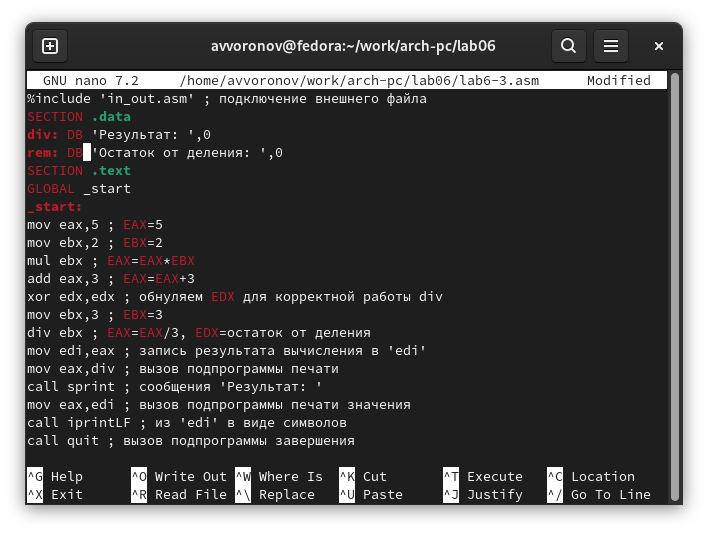 avvoronov@fedora:~/work/arch-pc/lab06
GNU nano 7.2 /home/avvoronov/work/arch-pc/lab06/lab6-3.asm Modified
%include 'in_out.asm' ; подключение внешнего файла
SECTION .data
div: DB 'Результат: ',0
rem: DB 'Остаток от деления: ',0
SECTION .text
GLOBAL _start
_start:
mov eax,5 ; EAX=5
mov ebx,2 ; EBX=2
mul ebx ; EAX=EAX*EBX
add eax,3 ; EAX=EAX+3
xor edx,edx ; обнуляем EDX для корректной работы div
mov ebx,3 ; EBX=3
div ebx ; EAX=EAX/3, EDX=остаток от деления
mov edi,eax ; запись результата вычисления в 'edi'
mov eax,div ; вызов подпрограммы печати
call sprint ; сообщения 'Результат: '
mov eax,edi ; вызов подпрограммы печати значения
call iprintLF ; из 'edi' в виде символов
call quit ; вызов подпрограммы завершения
^G Help ^O Write Out ^W Where Is ^K Cut ^T Execute ^C Location
^X Exit ^R Read File ^\ Replace ^U Paste ^J Justify ^/ Go To Line